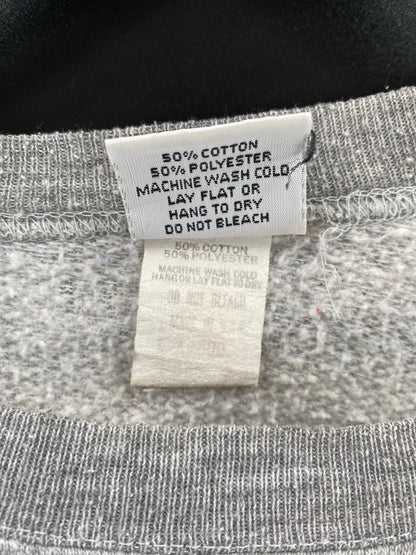 50% COTTON
50% POLYESTER
MACHINE WASH COLD
LAY FLAT OR
HANG TO DRY
DO NOT BLEACH
50% COTTON
50% POLYESTER
MACHINE WASH COLD
HANG OR LAY FLAT TO DRY
DO NOT BLEACH